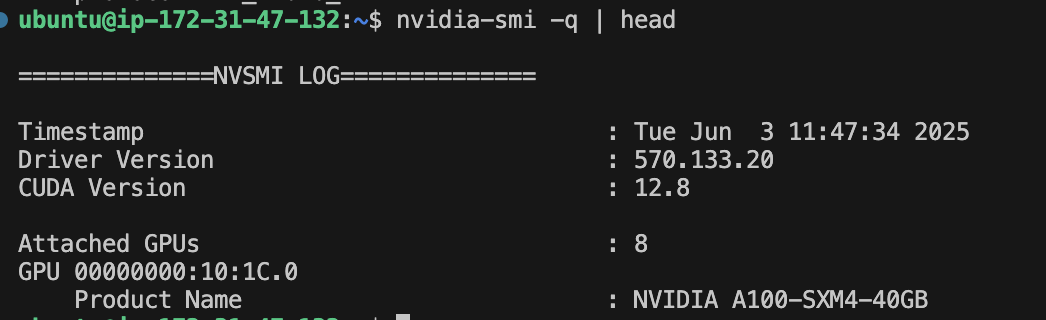 ubuntu@ip-172-31-47-132:~$ nvidia-smi -q | head
==============NVSMI LOG==============
Timestamp : Tue Jun  3 11:47:34 2025
Driver Version : 570.133.20
CUDA Version : 12.8
Attached GPUs : 8
GPU 00000000:10:1C.0
Product Name : NVIDIA A100-SXM4-40GB